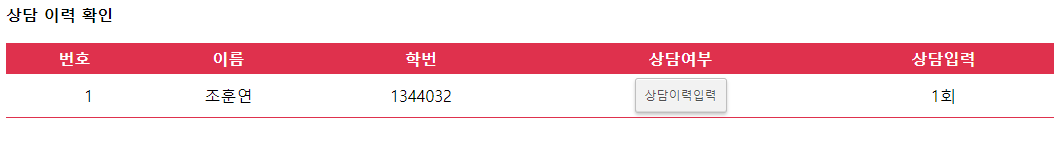 상담 이력 확인
번호 이름 학번 상담여부 상담입력
1 조훈연 1344032 상담이력입력 1회